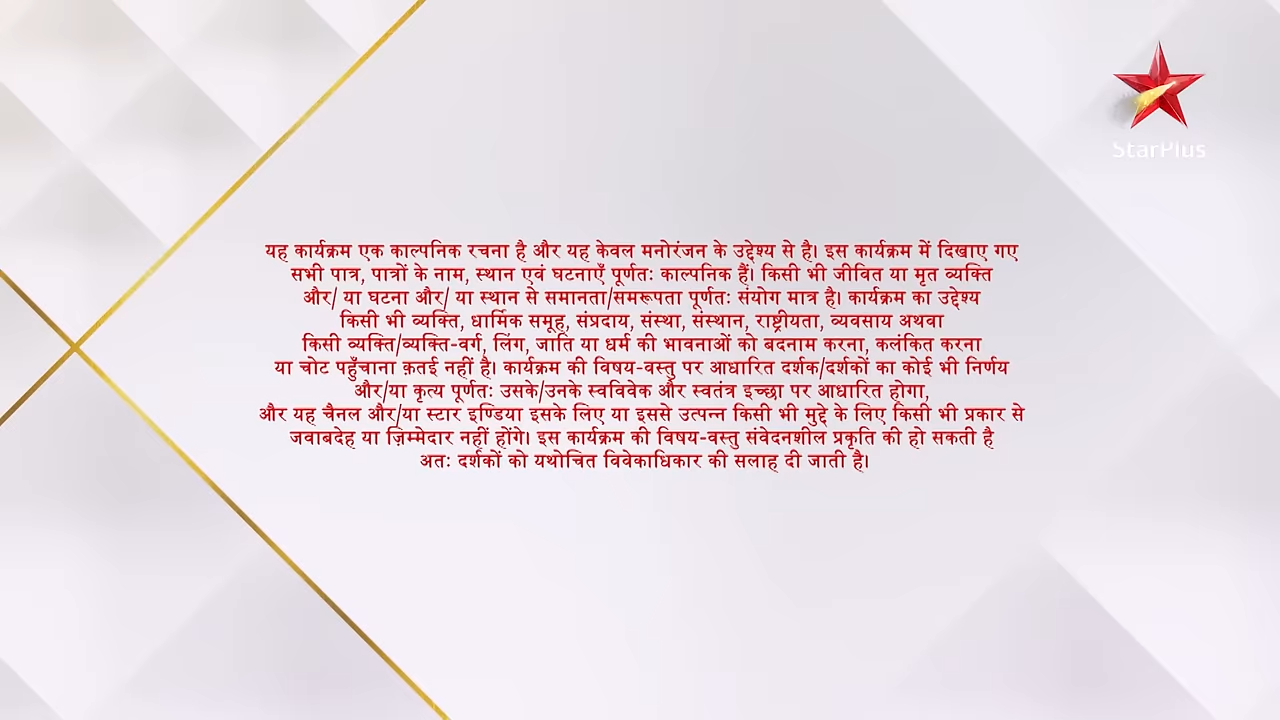 StarPlus
यह कार्यक्रम एक काल्पनिक रचना है और यह केवल मनोरंजन के उद्देश्य से है। इस कार्यक्रम में दिखाए गए
सभी पात्र, पात्रों के नाम, स्थान एवं घटनाएँ पूर्णतः काल्पनिक हैं। किसी भी जीवित या मृत व्यक्ति
और/ या घटना और/ या स्थान से समानता/समरूपता पूर्णतः संयोग मात्र है। कार्यक्रम का उद्देश्य
किसी भी व्यक्ति, धार्मिक समूह, संप्रदाय, संस्था, संस्थान, राष्ट्रीयता, व्यवसाय अथवा
किसी व्यक्ति/व्यक्ति-वर्ग, लिंग, जाति या धर्म की भावनाओं को बदनाम करना, कलंकित करना
या चोट पहुँचाना क़तई नहीं है। कार्यक्रम की विषय-वस्तु पर आधारित दर्शक/दर्शकों का कोई भी निर्णय
और/या कृत्य पूर्णतः उसके/उनके स्वविवेक और स्वतंत्र इच्छा पर आधारित होगा,
और यह चैनल और/या स्टार इण्डिया इसके लिए या इससे उत्पन्न किसी भी मुद्दे के लिए किसी भी प्रकार से
जवाबदेह या ज़िम्मेदार नहीं होंगे। इस कार्यक्रम की विषय-वस्तु संवेदनशील प्रकृति की हो सकती है
अतः दर्शकों को यथोचित विवेकाधिकार की सलाह दी जाती है।